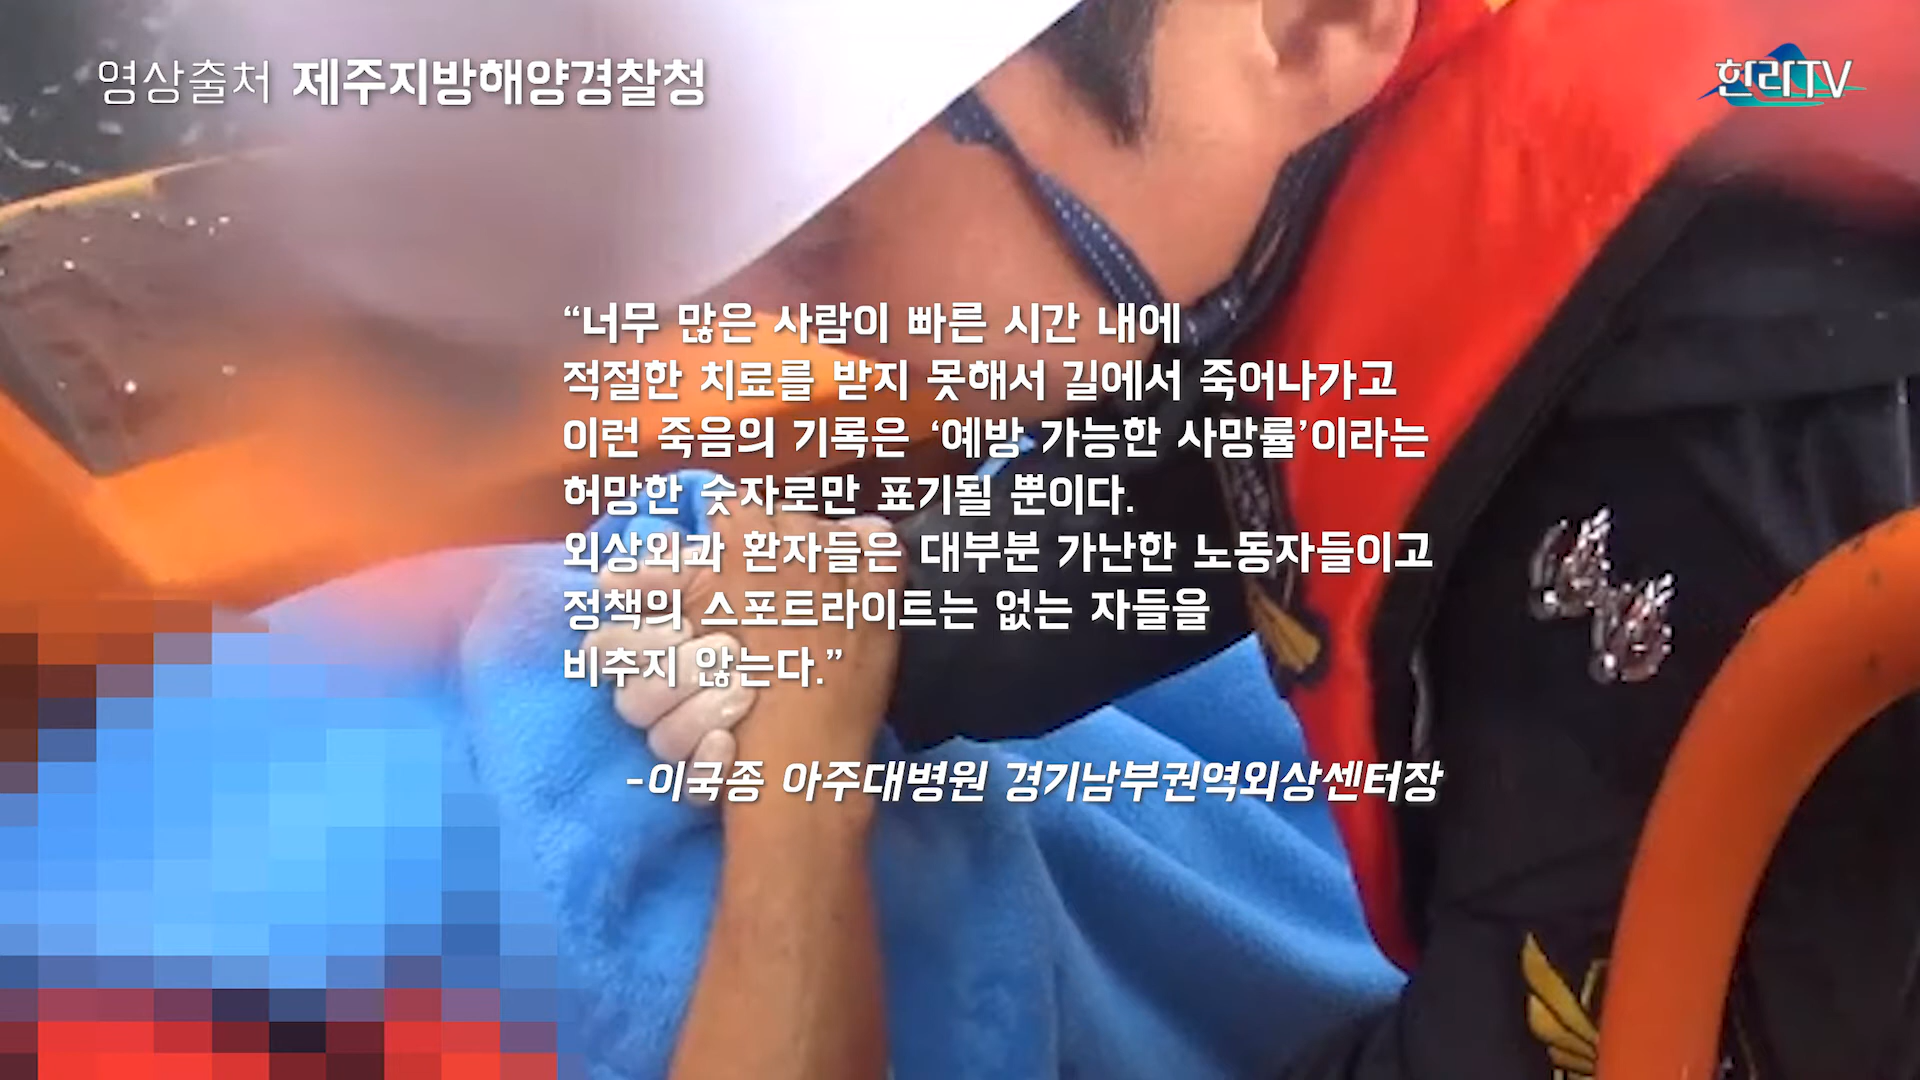 영상출처 제주지방해양경찰청
한라TV
“너무 많은 사람이 빠른 시간 내에
적절한 치료를 받지 못해서 길에서 죽어나가고
이런 죽음의 기록은 ‘예방 가능한 사망률’이라는
허망한 숫자로만 표기될 뿐이다.
외상외과 환자들은 대부분 가난한 노동자들이고
정책의 스포트라이트는 없는 자들을
비추지 않는다.”
-이국종 아주대병원 경기남부권역외상센터장